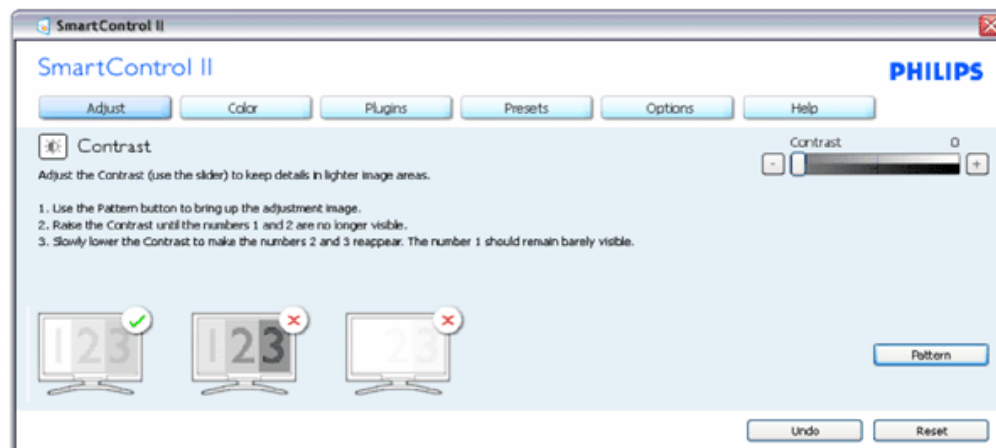 SmartControl II
SmartControl II
PHILIPS
Adjust Color Plugins Presets Options Help
Contrast
Contrast 0
- +
Adjust the Contrast (use the slider) to keep details in lighter image areas.
1. Use the Pattern button to bring up the adjustment image.
2. Raise the Contrast until the numbers 1 and 2 are no longer visible.
3. Slowly lower the Contrast to make the numbers 2 and 3 reappear. The number 1 should remain barely visible.
123 123 23
Pattern
Undo Reset